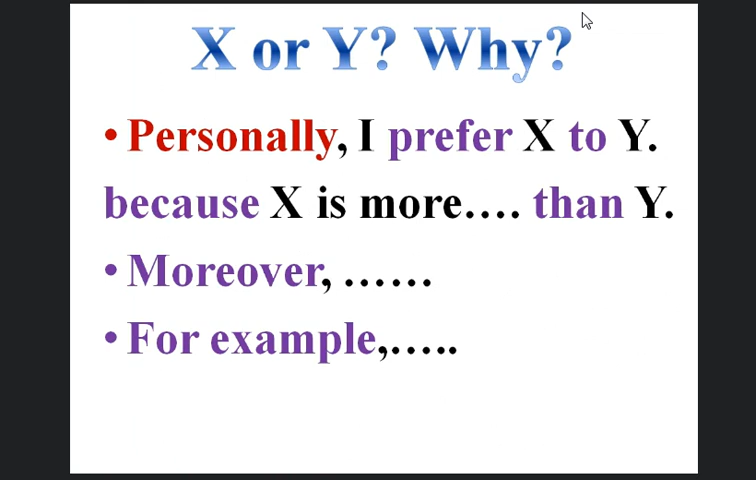 X or Y? Why?
• Personally, I prefer X to Y.
because X is more…. than Y.
• Moreover, ……
• For example,…..